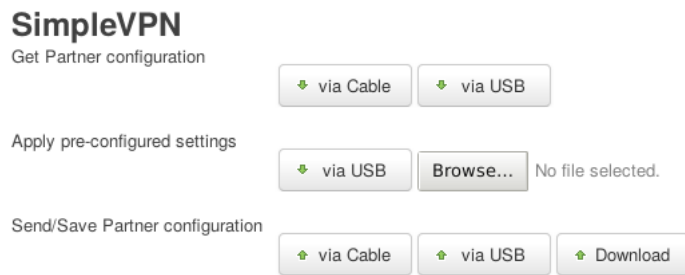 SimpleVPN
Get Partner configuration
via Cable via USB
Apply pre-configured settings
via USB Browse... No file selected.
Send/Save Partner configuration
via Cable via USB Download